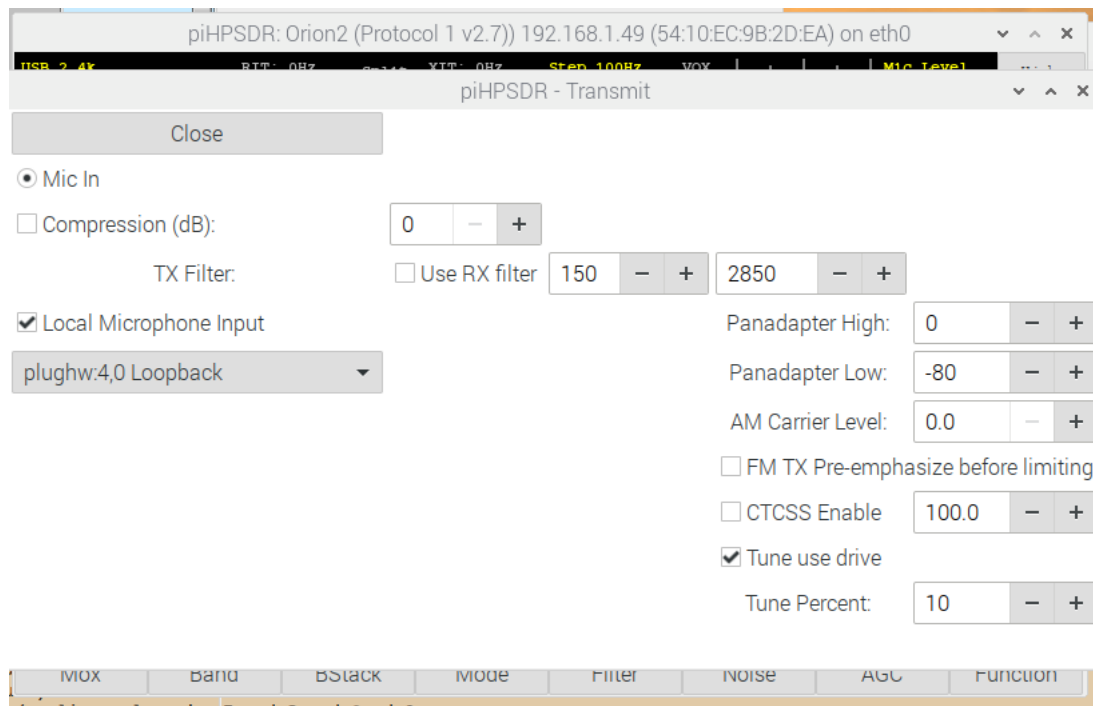 piHPSDR: Orion2 (Protocol 1 v2.7)) 192.168.1.49 (54:10:EC:9B:2D:EA) on eth0
USB 2.4k RIT: 0Hz Split XIT: 0Hz Step 100Hz VOX Mic Level
piHPSDR - Transmit
Close
Mic In
Compression (dB): 0 − +
TX Filter: Use RX filter 150 − + 2850 − +
Local Microphone Input Panadapter High: 0 − +
plughw:4,0 Loopback Panadapter Low: -80 − +
AM Carrier Level: 0.0 − +
FM TX Pre-emphasize before limiting
CTCSS Enable 100.0 − +
Tune use drive
Tune Percent: 10 − +
Mox Band BStack Mode Filter Noise AGC Function